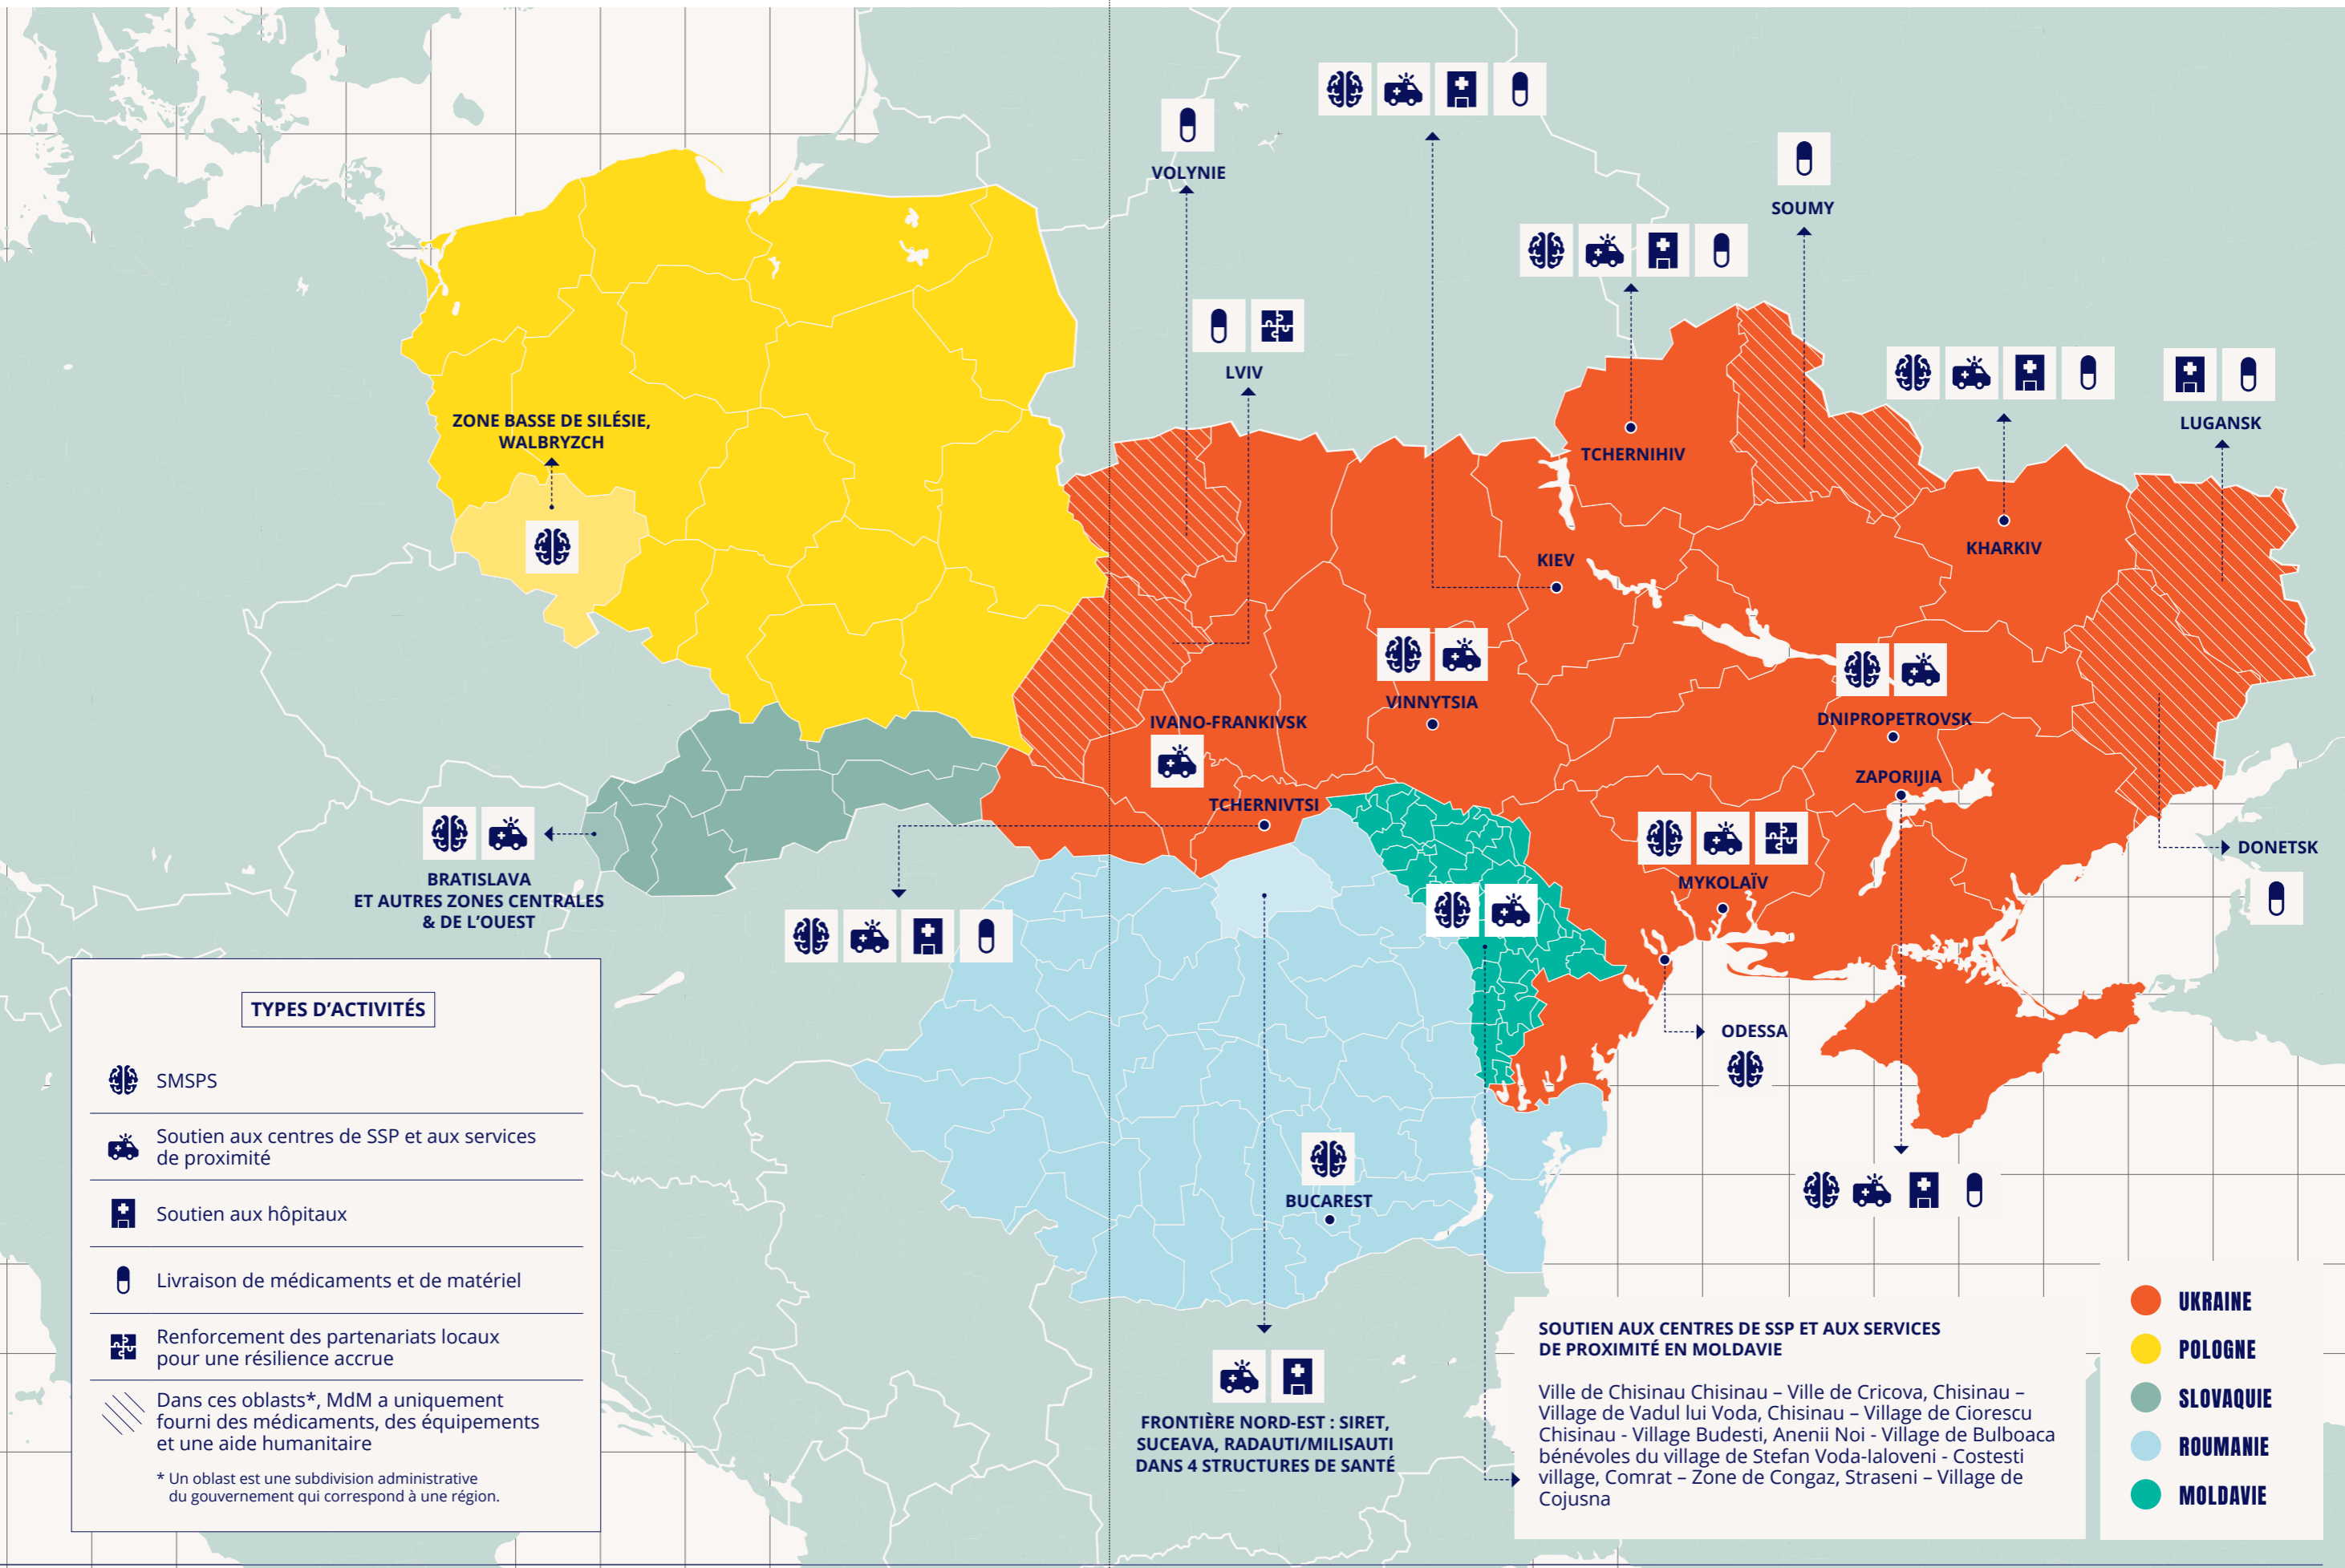 VOLYNIE
SOUMY
LVIV
LUGANSK
ZONE BASSE DE SILÉSIE,
WALBRYZCH
TCHERNIHIV
KHARKIV
KIEV
VINNYTSIA
IVANO-FRANKIVSK
DNIPROPETROVSK
ZAPORIJIA
TCHERNIVTSI
DONETSK
MYKOLAÏV
BRATISLAVA
ET AUTRES ZONES CENTRALES
& DE L'OUEST
ODESSA
BUCAREST
TYPES D'ACTIVITÉS
SMSPS
Soutien aux centres de SSP et aux services
de proximité
Soutien aux hôpitaux
Livraison de médicaments et de matériel
Renforcement des partenariats locaux
pour une résilience accrue
Dans ces oblasts*, MdM a uniquement
fourni des médicaments, des équipements
et une aide humanitaire
* Un oblast est une subdivision administrative
du gouvernement qui correspond à une région.
FRONTIÈRE NORD-EST : SIRET,
SUCEAVA, RADAUTI/MILISAUTI
DANS 4 STRUCTURES DE SANTÉ
SOUTIEN AUX CENTRES DE SSP ET AUX SERVICES
DE PROXIMITÉ EN MOLDAVIE
Ville de Chisinau Chisinau – Ville de Cricova, Chisinau –
Village de Vadul lui Voda, Chisinau – Village de Ciorescu
Chisinau - Village Budesti, Anenii Noi - Village de Bulboaca
bénévoles du village de Stefan Voda-Ialoveni - Costesti
village, Comrat – Zone de Congaz, Straseni – Village de
Cojusna
UKRAINE
POLOGNE
SLOVAQUIE
ROUMANIE
MOLDAVIE